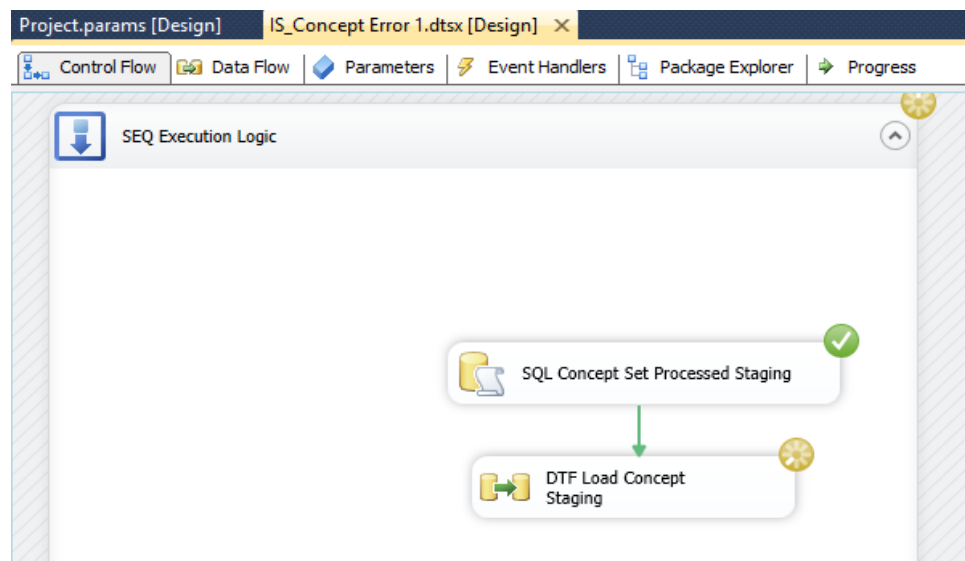 Project.params [Design] IS_Concept Error 1.dtsx [Design]
Control Flow Data Flow Parameters Event Handlers Package Explorer Progress
SEQ Execution Logic
SQL Concept Set Processed Staging
DTF Load Concept
Staging